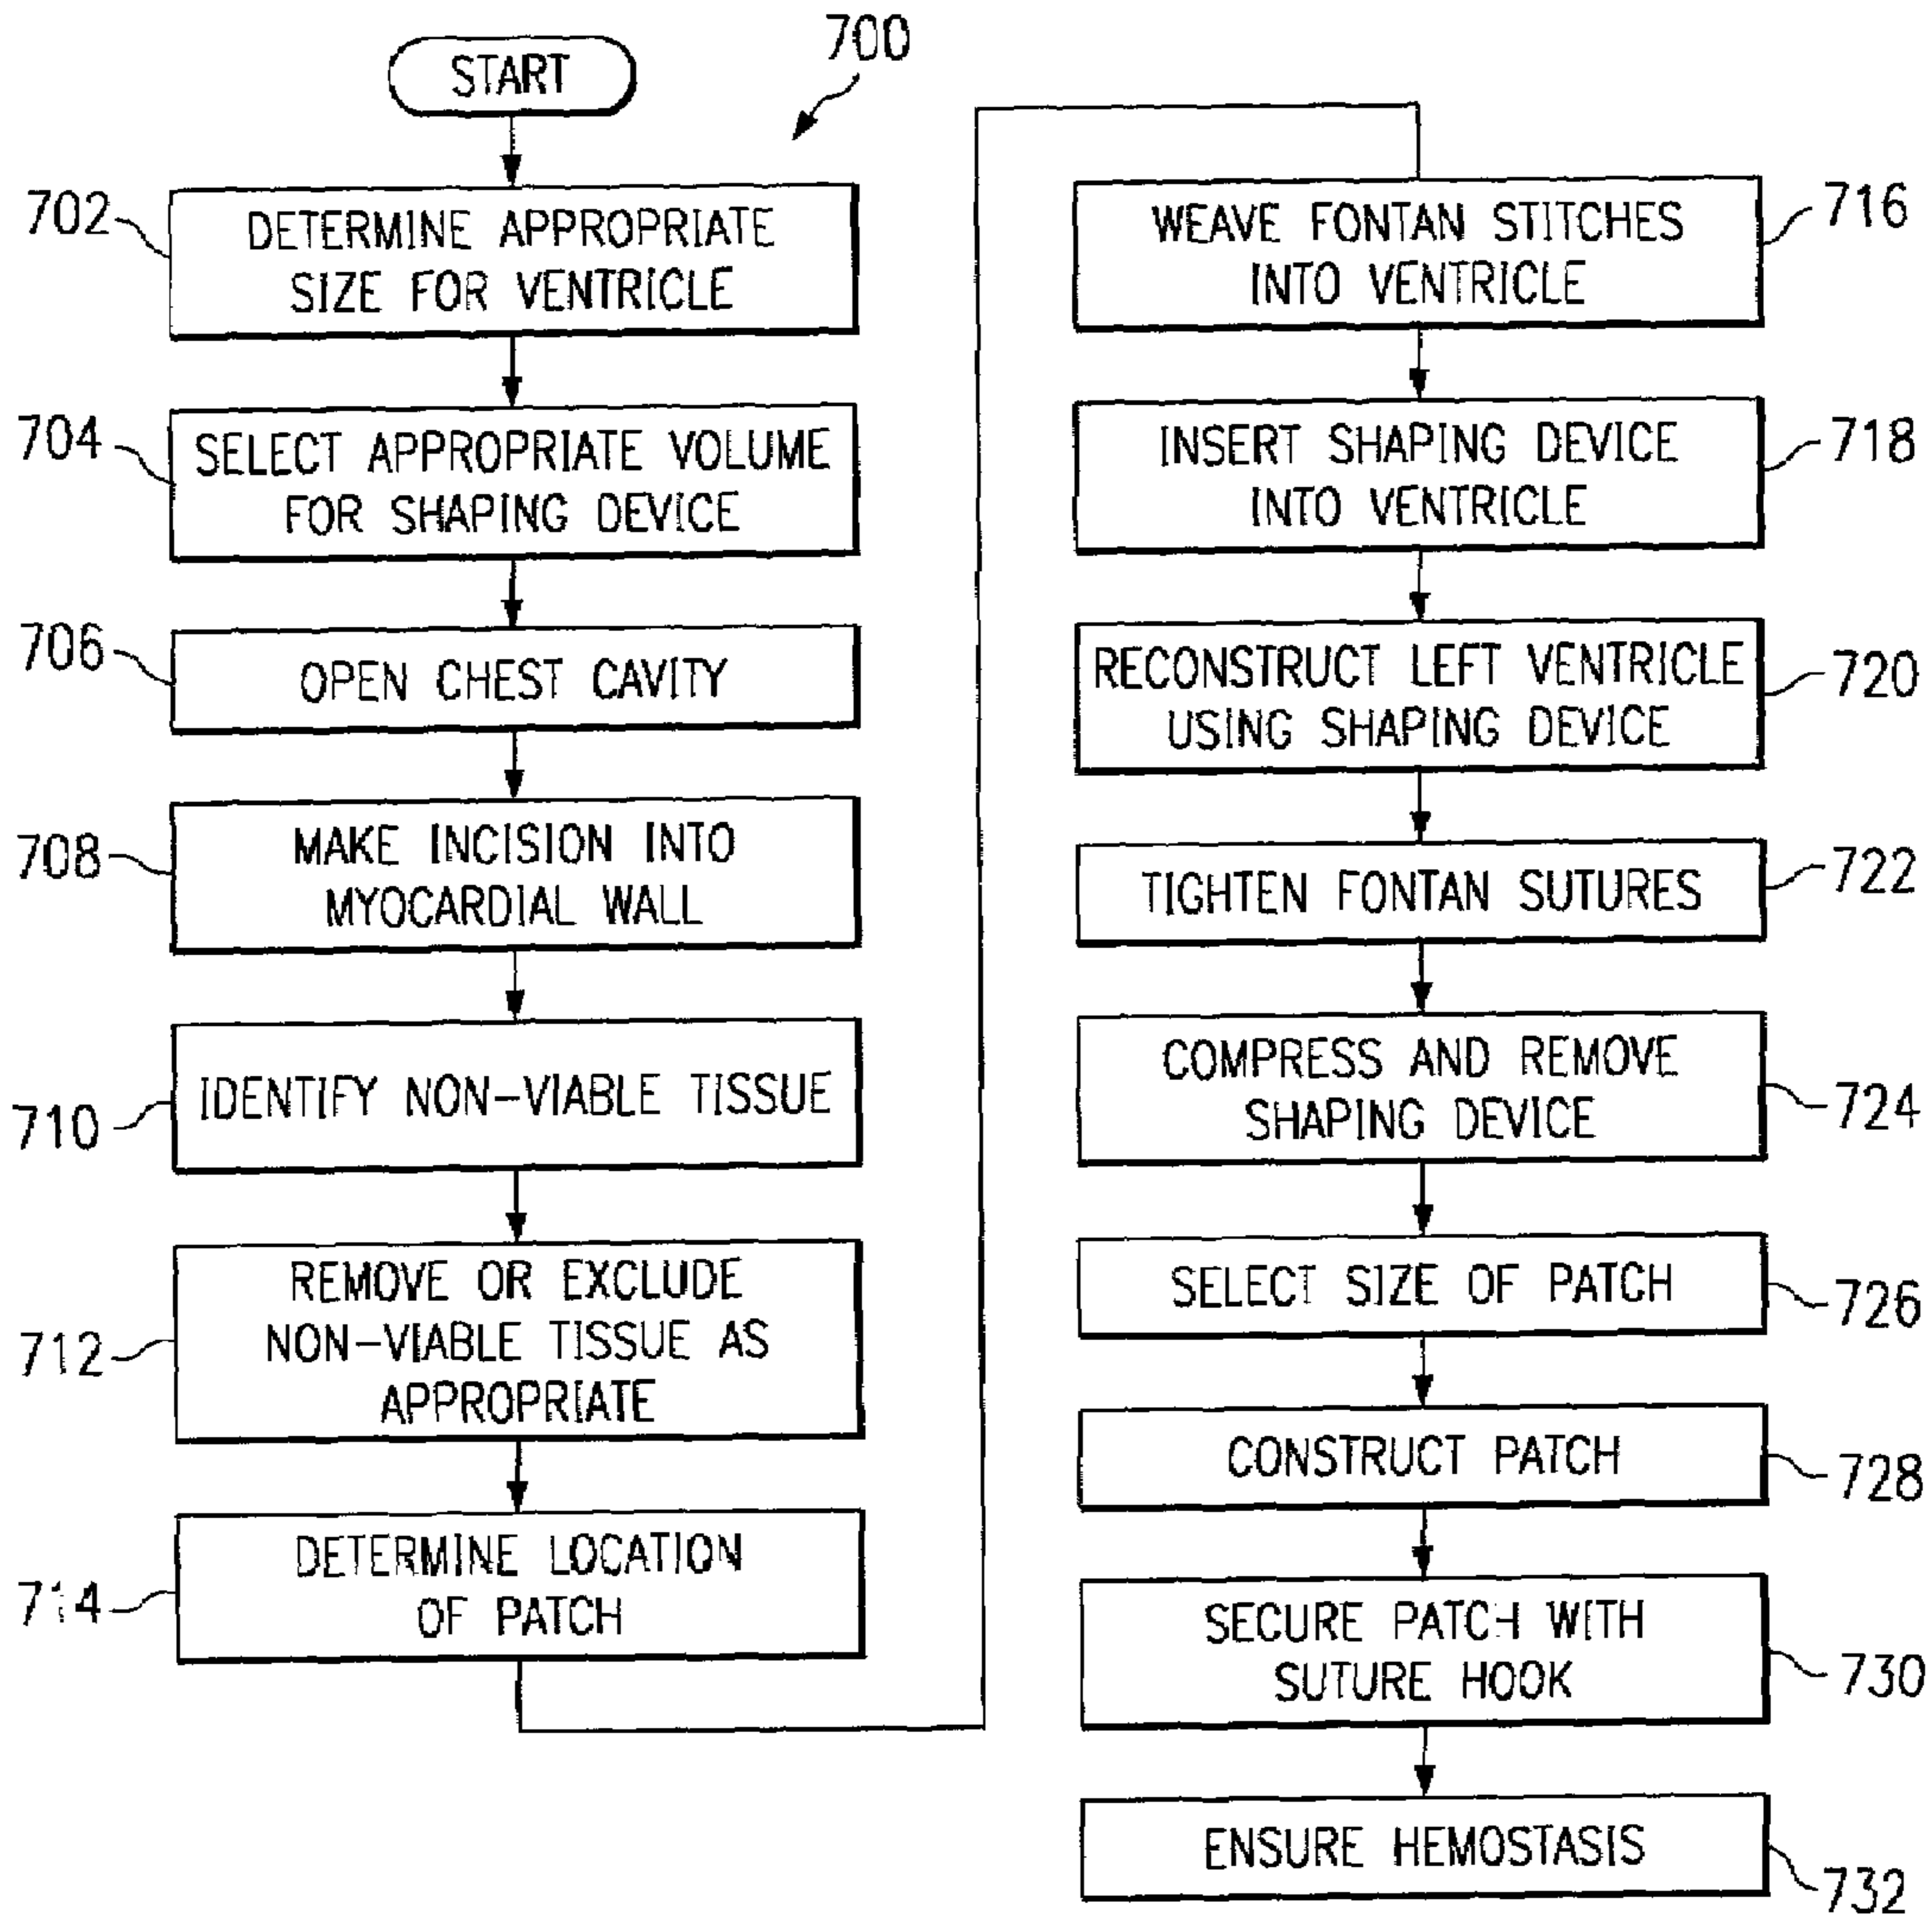 START
700
702
DETERMINE APPROPRIATE
SIZE FOR VENTRICLE
704
SELECT APPROPRIATE VOLUME
FOR SHAPING DEVICE
706
OPEN CHEST CAVITY
708
MAKE INCISION INTO
MYOCARDIAL WALL
710
IDENTIFY NON-VIABLE TISSUE
712
REMOVE OR EXCLUDE
NON-VIABLE TISSUE AS
APPROPRIATE
714
DETERMINE LOCATION
OF PATCH
WEAVE FONTAN STITCHES
INTO VENTRICLE
716
INSERT SHAPING DEVICE
INTO VENTRICLE
718
RECONSTRUCT LEFT VENTRICLE
USING SHAPING DEVICE
720
TIGHTEN FONTAN SUTURES
722
COMPRESS AND REMOVE
SHAPING DEVICE
724
SELECT SIZE OF PATCH
726
CONSTRUCT PATCH
728
SECURE PATCH WITH
SUTURE HOOK
730
ENSURE HEMOSTASIS
732